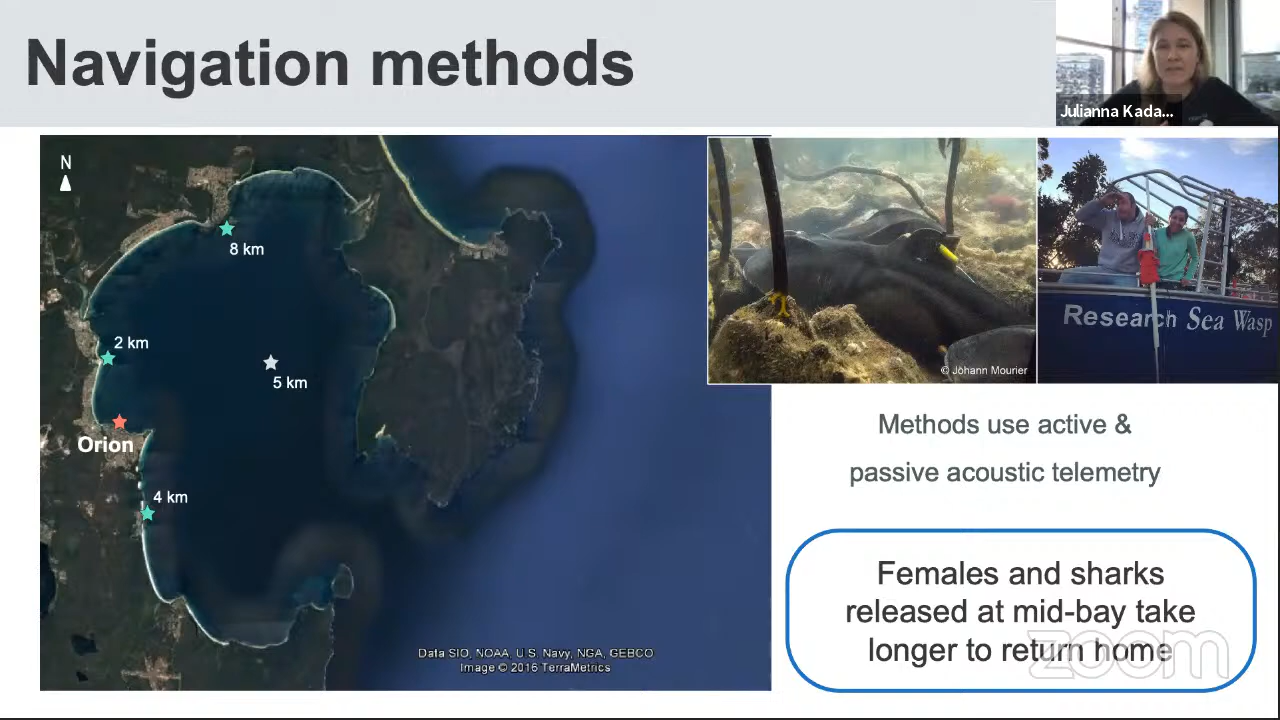 Navigation methods
Julianna Kada...
N
8 km
2 km
5 km
Orion
4 km
Data SIO, NOAA, U.S. Navy, NGA, GEBCO
Image © 2016 TerraMetrics
© Johann Mourier
Research Sea Wasp
Methods use active &
passive acoustic telemetry
Females and sharks
released at mid-bay take
longer to return home
zoom